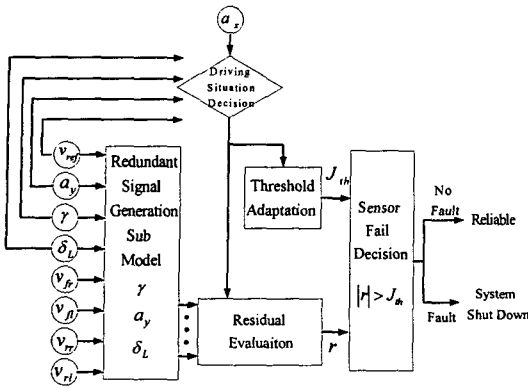 a_x
Driving
Situation
Decision
v_ref
a_y
γ
δ_L
v_fr
v_fl
v_rr
v_rl
Redundant
Signal
Generation
Sub
Model
γ
a_y
δ_L
Threshold
Adaptation
J_th
Residual
Evaluaiton
r
Sensor
Fail
Decision
|r| > J_th
No
Fault
Reliable
Fault
System
Shut Down